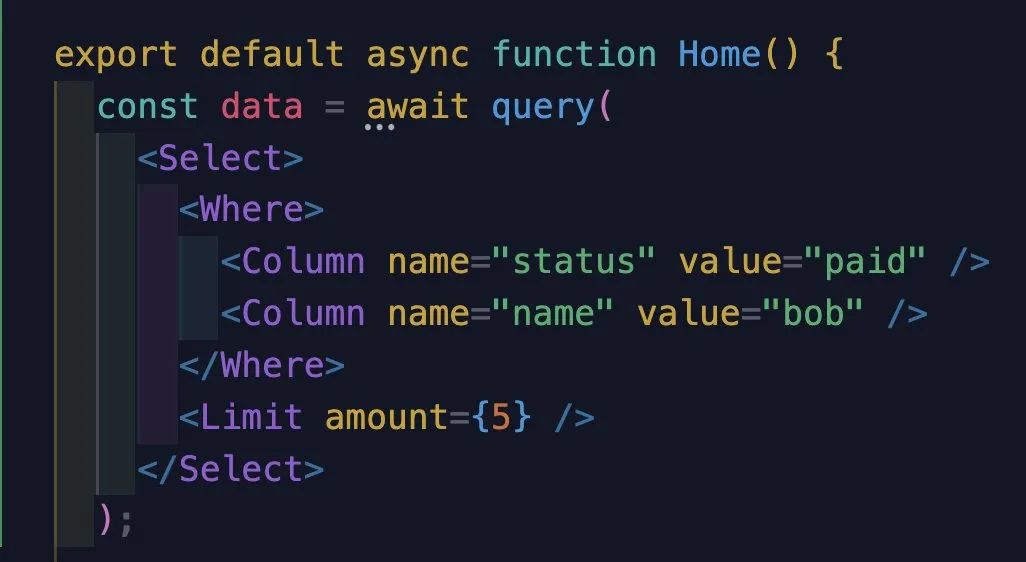 export default async function Home() {
  const data = await query(
    <Select>
      <Where>
        <Column name="status" value="paid" />
        <Column name="name" value="bob" />
      </Where>
      <Limit amount={5} />
    </Select>
  );